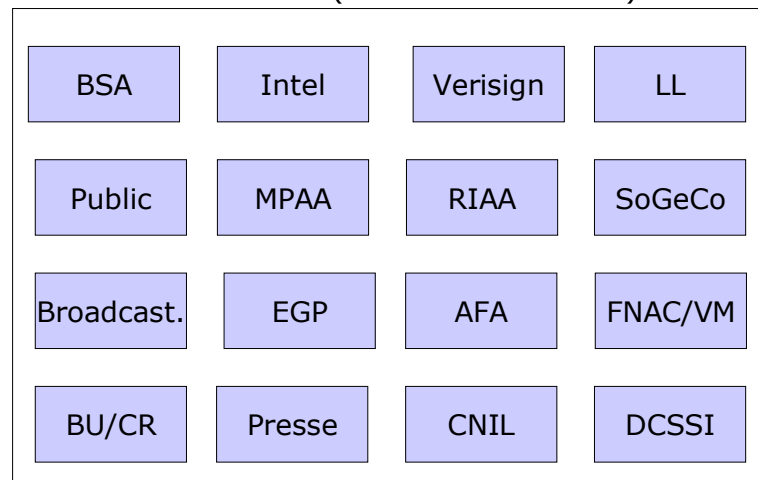 BSA Intel Verisign LL
Public MPAA RIAA SoGeCo
Broadcast. EGP AFA FNAC/VM
BU/CR Presse CNIL DCSSI